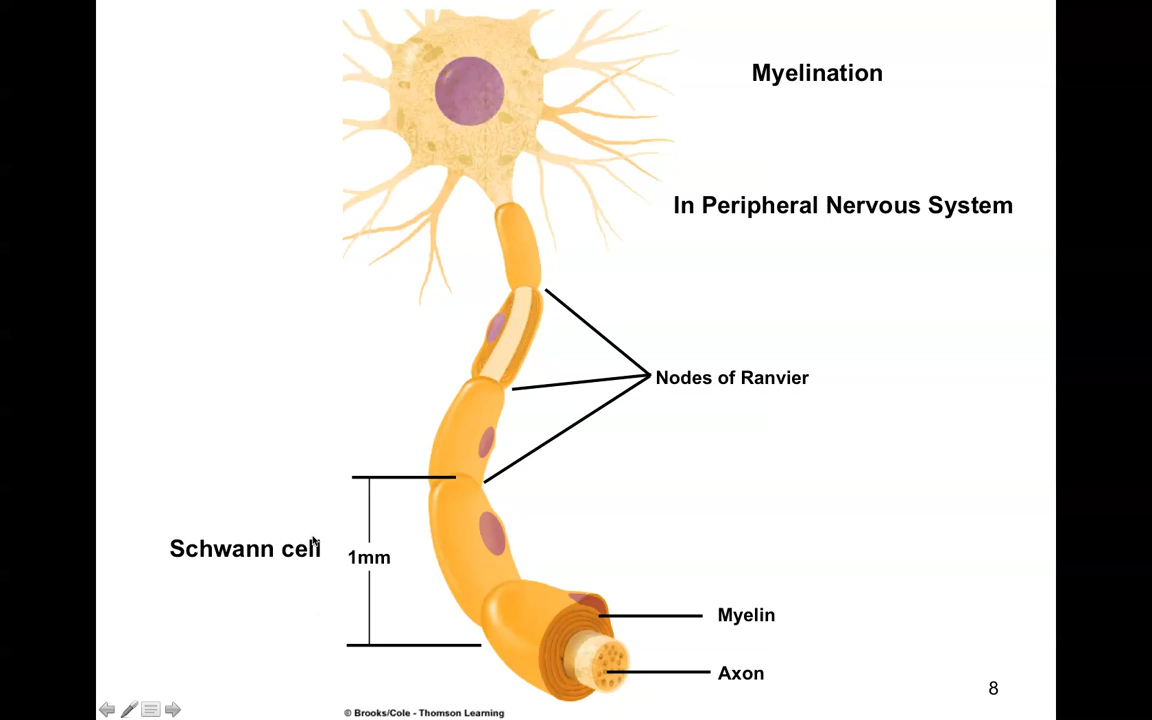 Myelination
In Peripheral Nervous System
Nodes of Ranvier
Schwann cell
1mm
Myelin
Axon
8
© Brooks/Cole - Thomson Learning